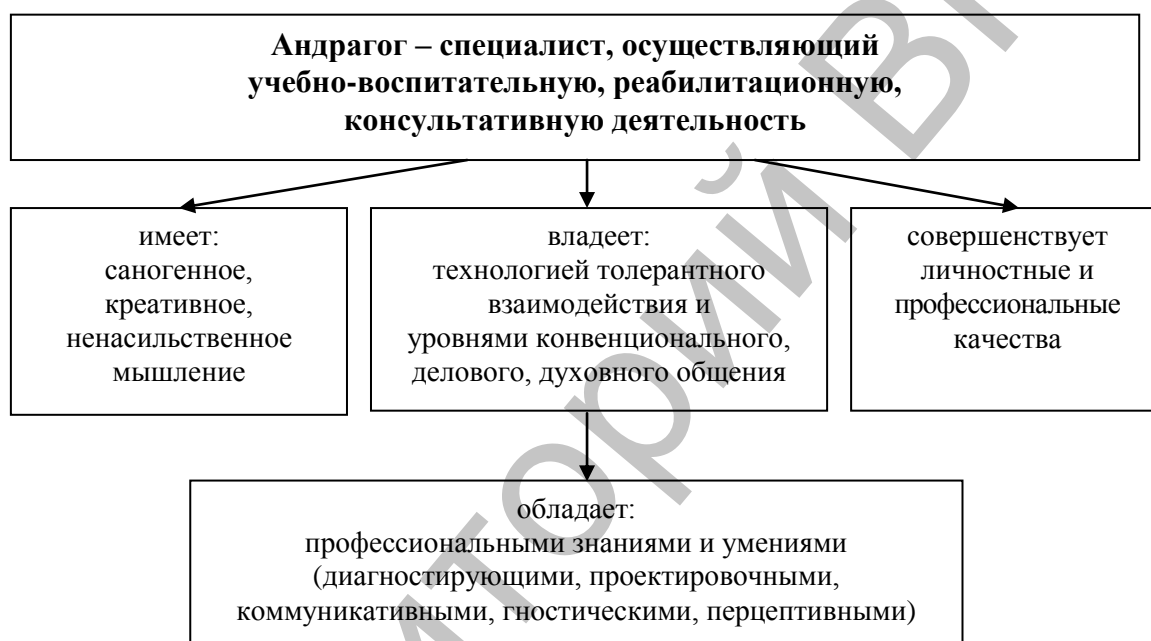 Андрагог – специалист, осуществляющий
учебно-воспитательную, реабилитационную,
консультативную деятельность
имеет:
саногенное,
креативное,
ненасильственное
мышление
владеет:
технологией толерантного
взаимодействия и
уровнями конвенционального,
делового, духовного общения
совершенствует
личностные и
профессиональные
качества
обладает:
профессиональными знаниями и умениями
(диагностирующими, проектировочными,
коммуникативными, гностическими, перцептивными)